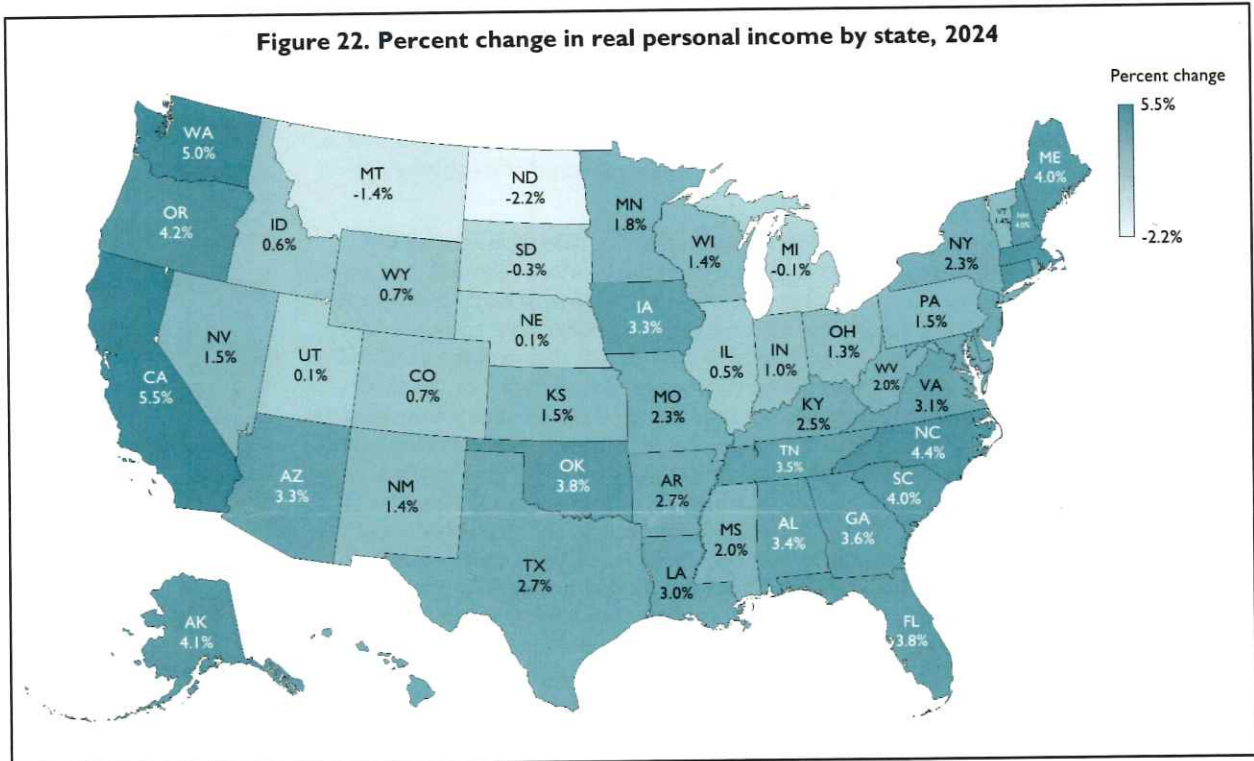 Figure 22. Percent change in real personal income by state, 2024
Percent change
5.5%
-2.2%
WA
5.0%
MT
-1.4%
ND
-2.2%
MN
1.8%
ME
4.0%
OR
4.2%
ID
0.6%
SD
-0.3%
WI
1.4%
MI
-0.1%
VT
1.4%
NH
4.0%
NY
2.3%
WY
0.7%
IA
3.3%
PA
1.5%
NV
1.5%
UT
0.1%
NE
0.1%
IL
0.5%
IN
1.0%
OH
1.3%
WV
2.0%
VA
3.1%
CA
5.5%
CO
0.7%
KS
1.5%
MO
2.3%
KY
2.5%
NC
4.4%
TN
3.5%
AZ
3.3%
NM
1.4%
OK
3.8%
AR
2.7%
SC
4.0%
MS
2.0%
AL
3.4%
GA
3.6%
TX
2.7%
LA
3.0%
AK
4.1%
FL
3.8%